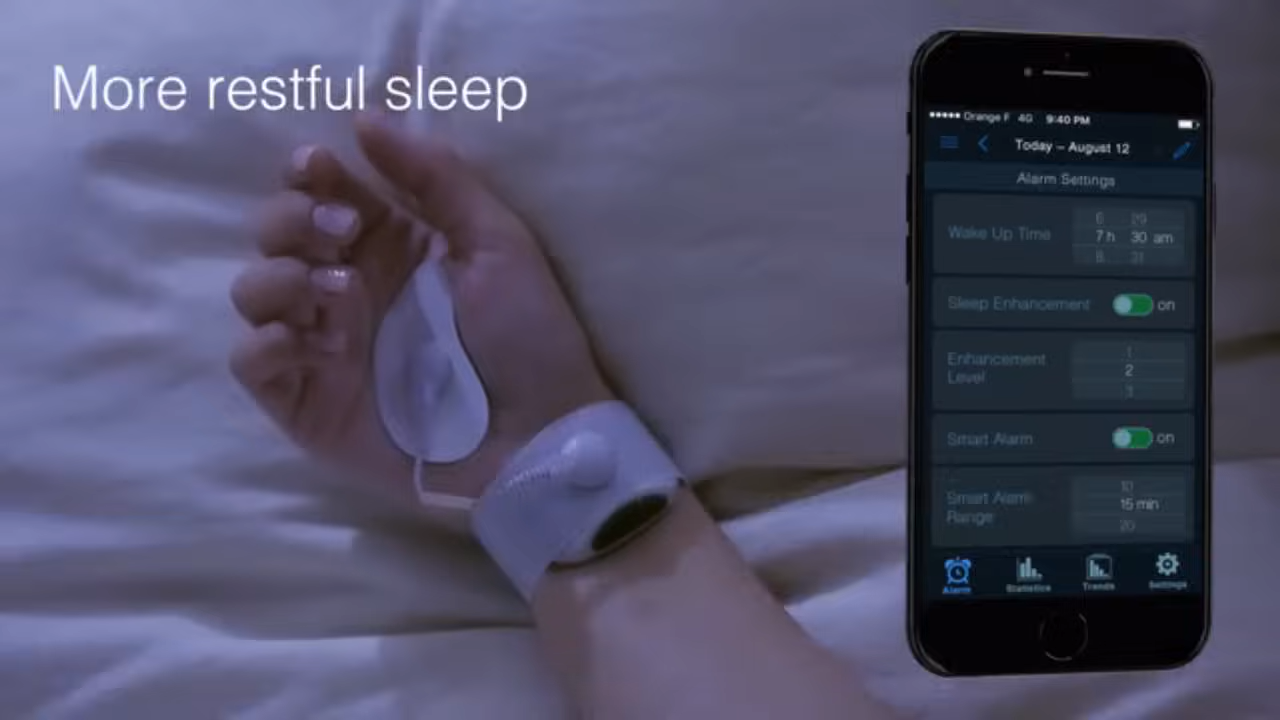 More restful sleep
Orange F 4G 9:40 PM
Today – August 12
Alarm Settings
Wake Up Time
6 29
7 h 30 am
8 31
Sleep Enhancement on
Enhancement
Level
1
2
3
Smart Alarm on
Smart Alarm
Range
10
15 min
20
Alarm Statistics Trends Settings